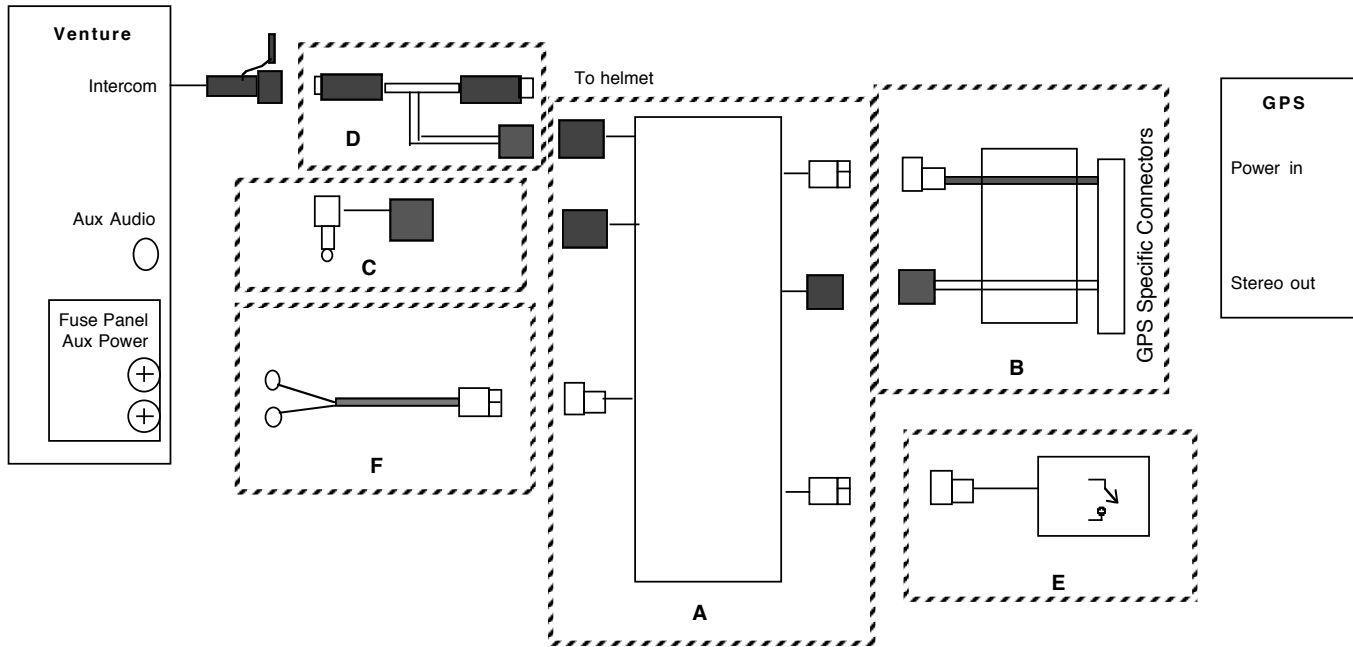 Venture
Intercom
Aux Audio
Fuse Panel
Aux Power
D
C
F
To helmet
A
GPS Specific Connectors
B
E
GPS
Power in
Stereo out